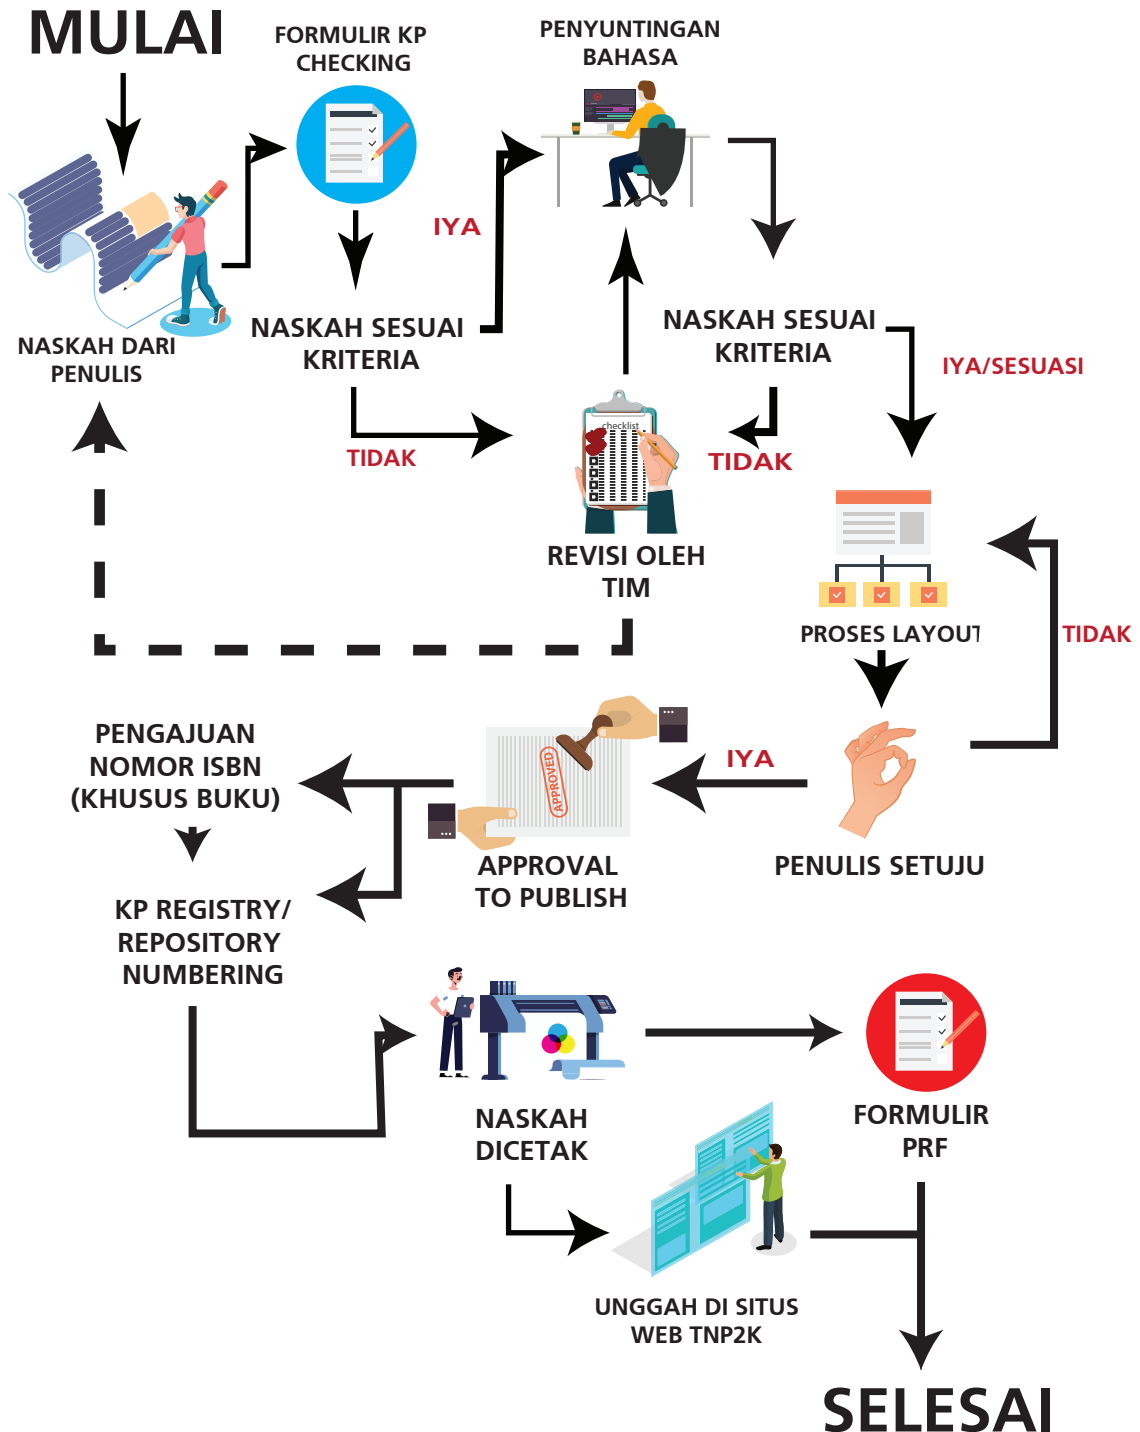 MULAI
FORMULIR KP
CHECKING
PENYUNTINGAN
BAHASA
IYA
NASKAH DARI
PENULIS
NASKAH SESUAI
KRITERIA
NASKAH SESUAI
KRITERIA
IYA/SESUASI
TIDAK
checklist
TIDAK
REVISI OLEH
TIM
PROSES LAYOUT
TIDAK
PENGAJUAN
NOMOR ISBN
(KHUSUS BUKU)
APPROVED
IYA
APPROVAL
TO PUBLISH
PENULIS SETUJU
KP REGISTRY/
REPOSITORY
NUMBERING
NASKAH
DICETAK
FORMULIR
PRF
UNGGAH DI SITUS
WEB TNP2K
SELESAI